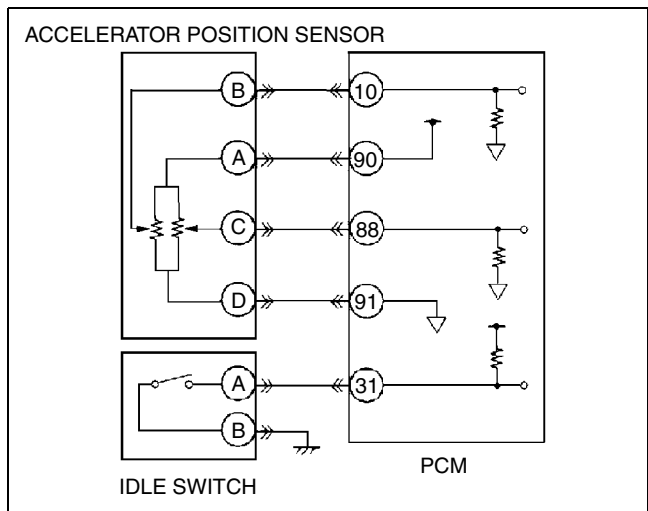 ACCELERATOR POSITION SENSOR
B 10
A 90
C 88
D 91
A 31
B
PCM
IDLE SWITCH